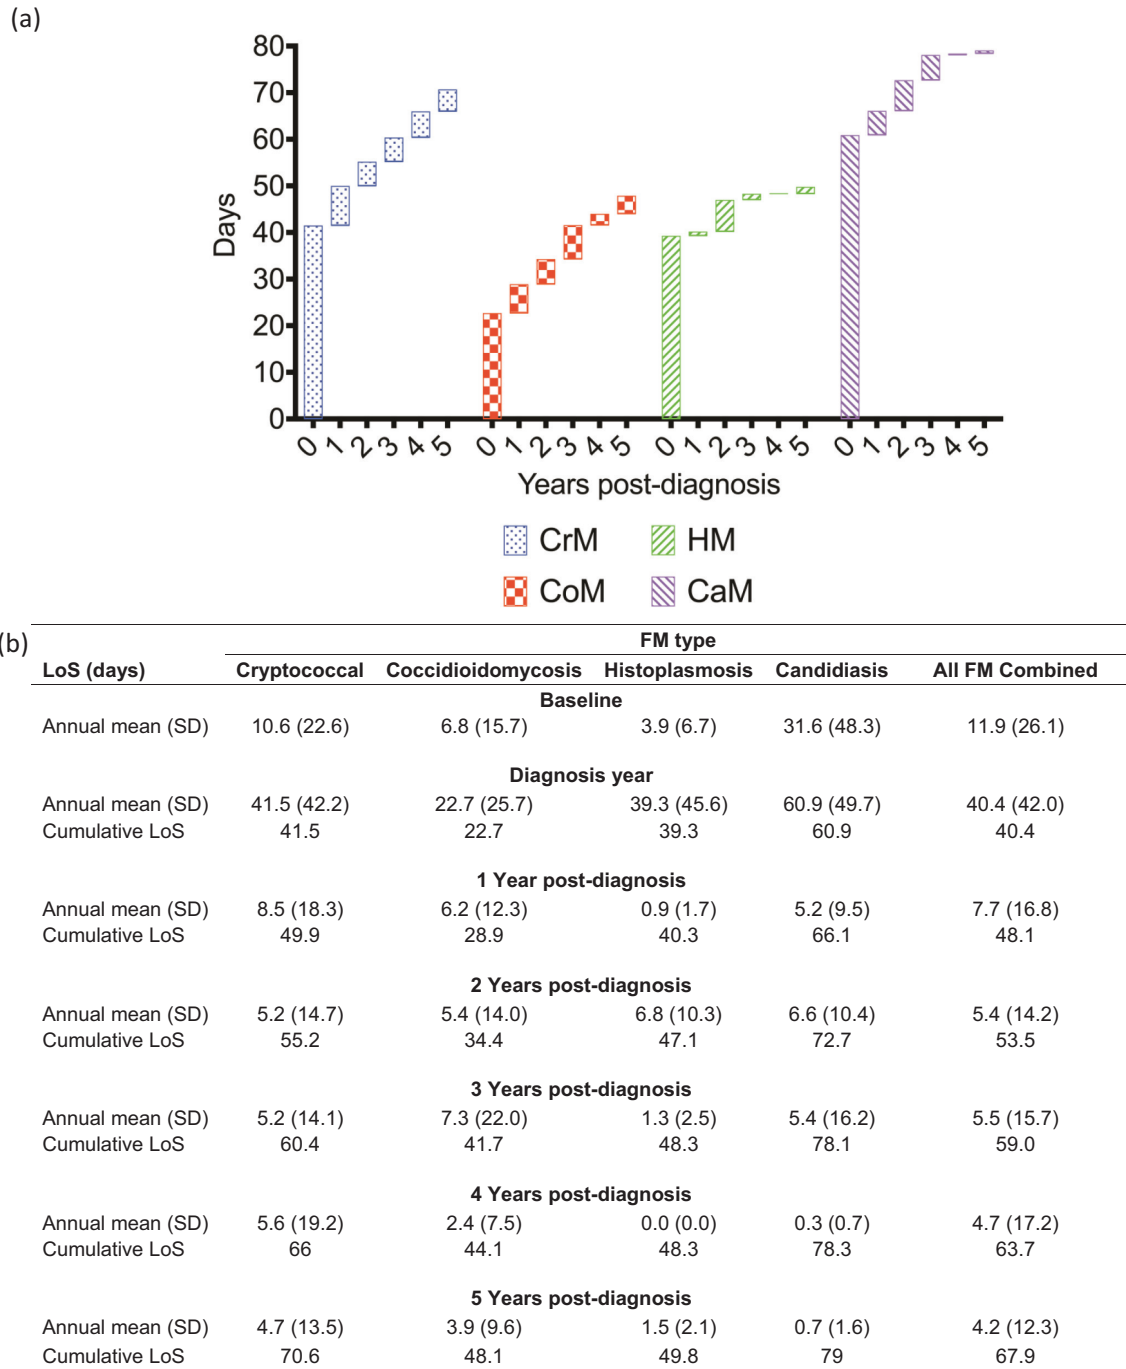 (a)
80
70
60
50
40
30
20
10
0
Days
0 1 2 3 4 5 0 1 2 3 4 5 0 1 2 3 4 5 0 1 2 3 4 5
Years post-diagnosis
CrM HM
CoM CaM
(b)
FM type
LoS (days) Cryptococcal Coccidioidomycosis Histoplasmosis Candidiasis All FM Combined
Baseline
Annual mean (SD) 10.6 (22.6) 6.8 (15.7) 3.9 (6.7) 31.6 (48.3) 11.9 (26.1)
Diagnosis year
Annual mean (SD) 41.5 (42.2) 22.7 (25.7) 39.3 (45.6) 60.9 (49.7) 40.4 (42.0)
Cumulative LoS 41.5 22.7 39.3 60.9 40.4
1 Year post-diagnosis
Annual mean (SD) 8.5 (18.3) 6.2 (12.3) 0.9 (1.7) 5.2 (9.5) 7.7 (16.8)
Cumulative LoS 49.9 28.9 40.3 66.1 48.1
2 Years post-diagnosis
Annual mean (SD) 5.2 (14.7) 5.4 (14.0) 6.8 (10.3) 6.6 (10.4) 5.4 (14.2)
Cumulative LoS 55.2 34.4 47.1 72.7 53.5
3 Years post-diagnosis
Annual mean (SD) 5.2 (14.1) 7.3 (22.0) 1.3 (2.5) 5.4 (16.2) 5.5 (15.7)
Cumulative LoS 60.4 41.7 48.3 78.1 59.0
4 Years post-diagnosis
Annual mean (SD) 5.6 (19.2) 2.4 (7.5) 0.0 (0.0) 0.3 (0.7) 4.7 (17.2)
Cumulative LoS 66 44.1 48.3 78.3 63.7
5 Years post-diagnosis
Annual mean (SD) 4.7 (13.5) 3.9 (9.6) 1.5 (2.1) 0.7 (1.6) 4.2 (12.3)
Cumulative LoS 70.6 48.1 49.8 79 67.9